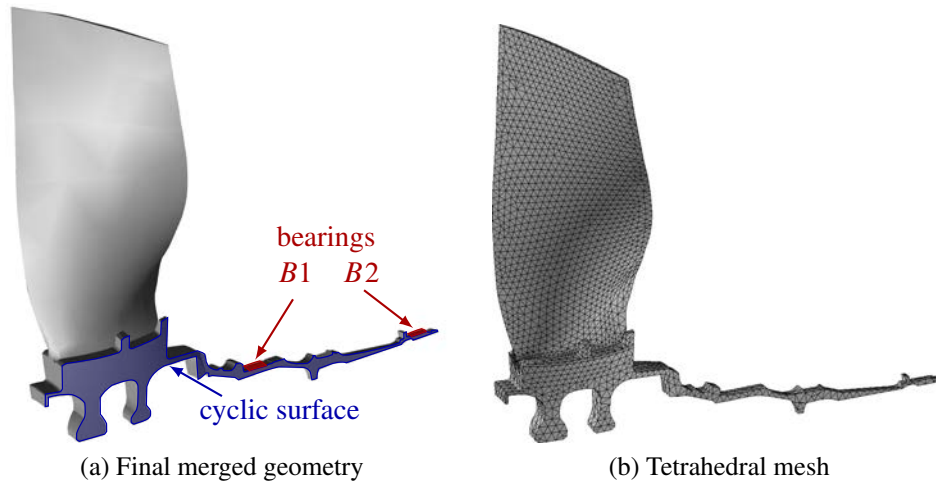 bearings
B1 B2
cyclic surface
(a) Final merged geometry
(b) Tetrahedral mesh